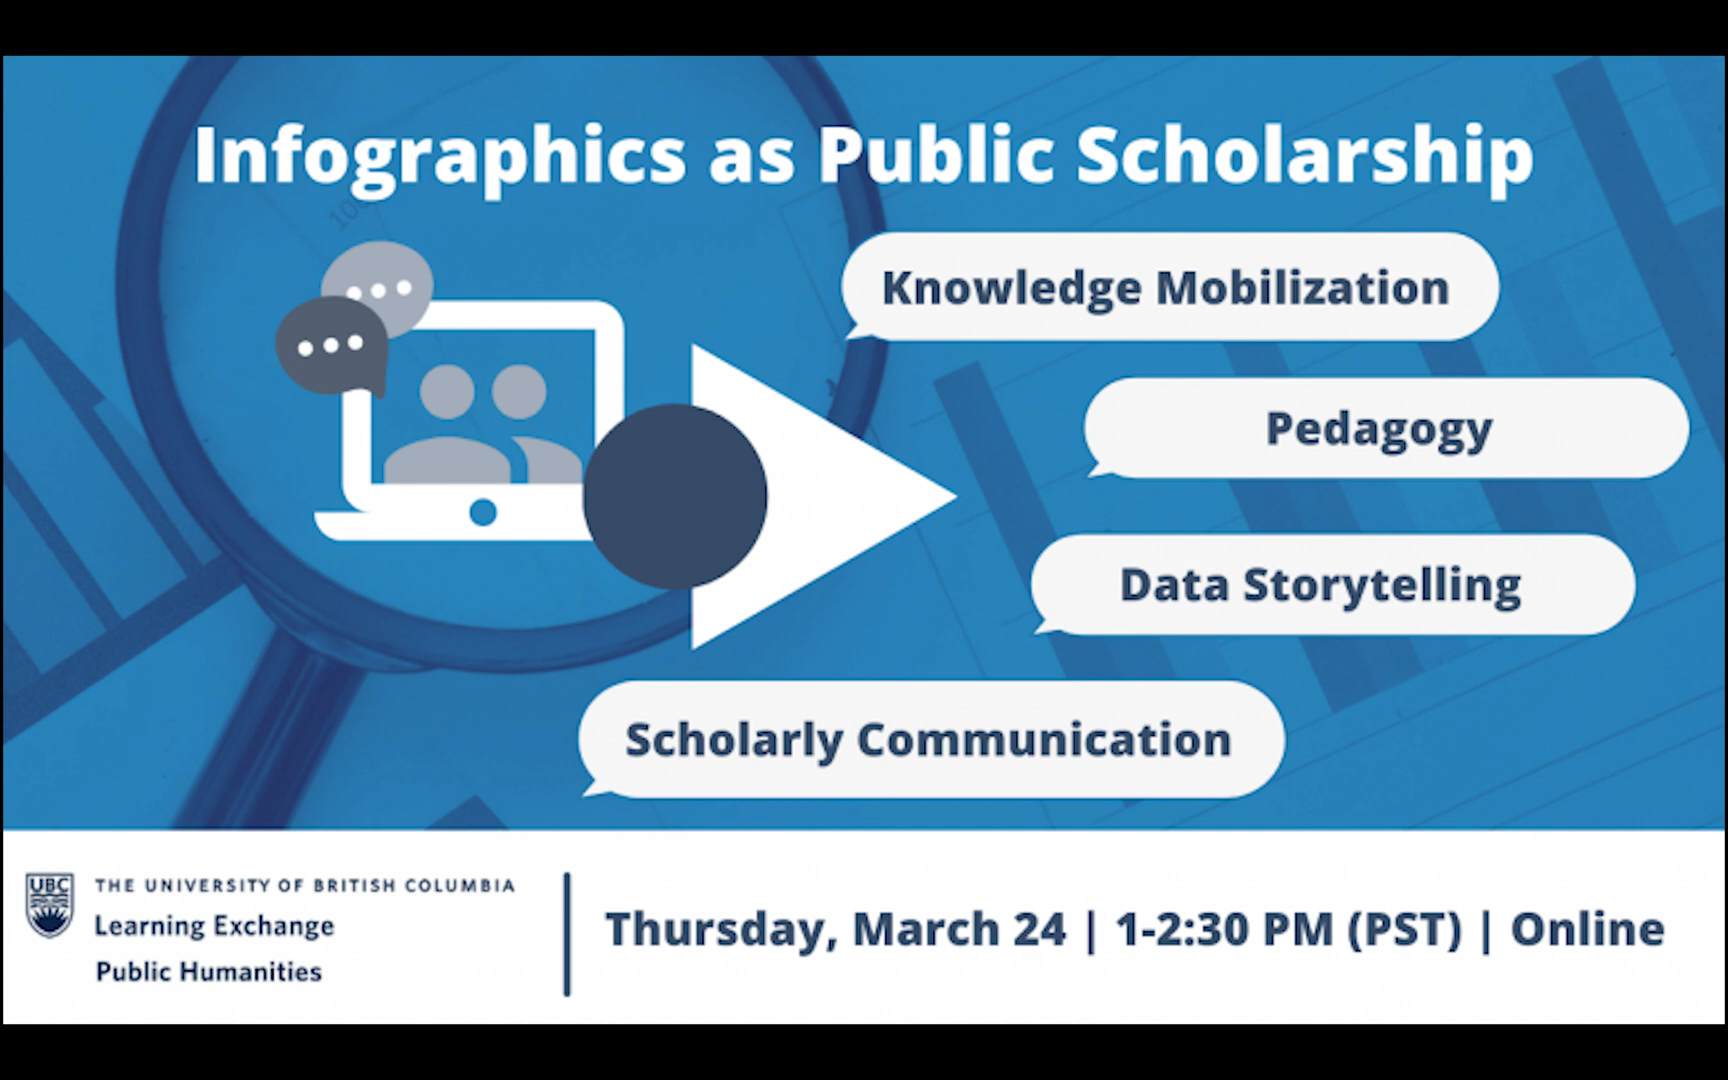 Infographics as Public Scholarship
Knowledge Mobilization
Pedagogy
Data Storytelling
Scholarly Communication
UBC
THE UNIVERSITY OF BRITISH COLUMBIA
Learning Exchange
Public Humanities
Thursday, March 24 | 1-2:30 PM (PST) | Online